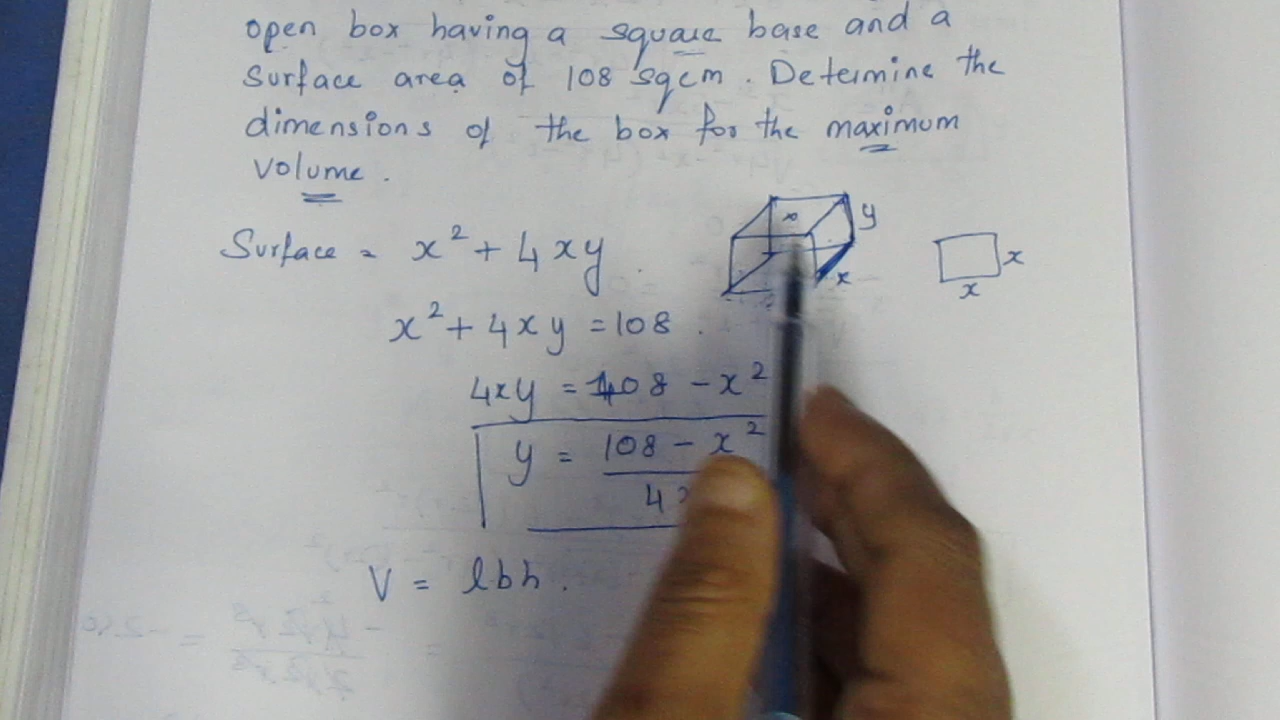 open box having a square base and a
Surface area of 108 sqcm. Determine the
dimensions of the box for the maximum
volume.
x
y
x
x
x
Surface = x² + 4xy
x² + 4xy = 108.
4xy = 108 - x²
y = 108 - x² / 4x
V = lbh.